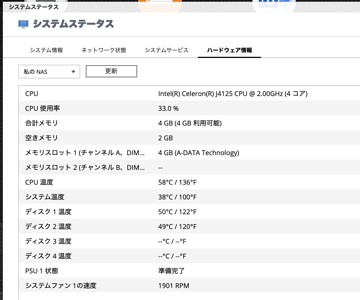 システムステータス
システムステータス
システム情報 ネットワーク状態 システムサービス ハードウェア情報
私の NAS 更新
CPU Intel(R) Celeron(R) J4125 CPU @ 2.00GHz (4 コア)
CPU 使用率 33.0 %
合計メモリ 4 GB (4 GB 利用可能)
空きメモリ 2 GB
メモリスロット 1 (チャンネル A、DIM... 4 GB (A-DATA Technology)
メモリスロット 2 (チャンネル B、DIM... --
CPU 温度 58°C / 136°F
システム温度 38°C / 100°F
ディスク 1 温度 50°C / 122°F
ディスク 2 温度 49°C / 120°F
ディスク 3 温度 --°C / --°F
ディスク 4 温度 --°C / --°F
PSU 1 状態 準備完了
システムファン 1の速度 1901 RPM